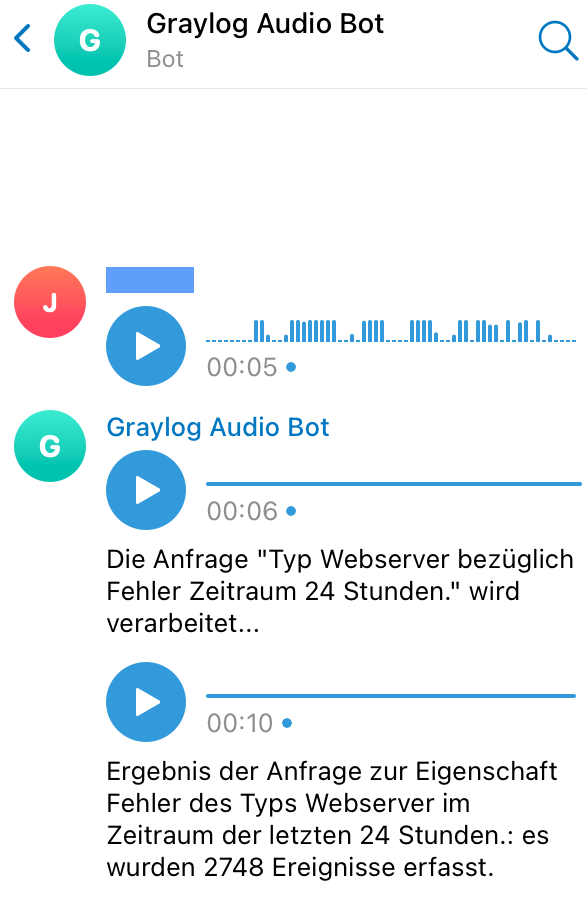 G
Graylog Audio Bot
Bot
J
00:05
G
Graylog Audio Bot
00:06
Die Anfrage "Typ Webserver bezüglich
Fehler Zeitraum 24 Stunden." wird
verarbeitet...
00:10
Ergebnis der Anfrage zur Eigenschaft
Fehler des Typs Webserver im
Zeitraum der letzten 24 Stunden.: es
wurden 2748 Ereignisse erfasst.